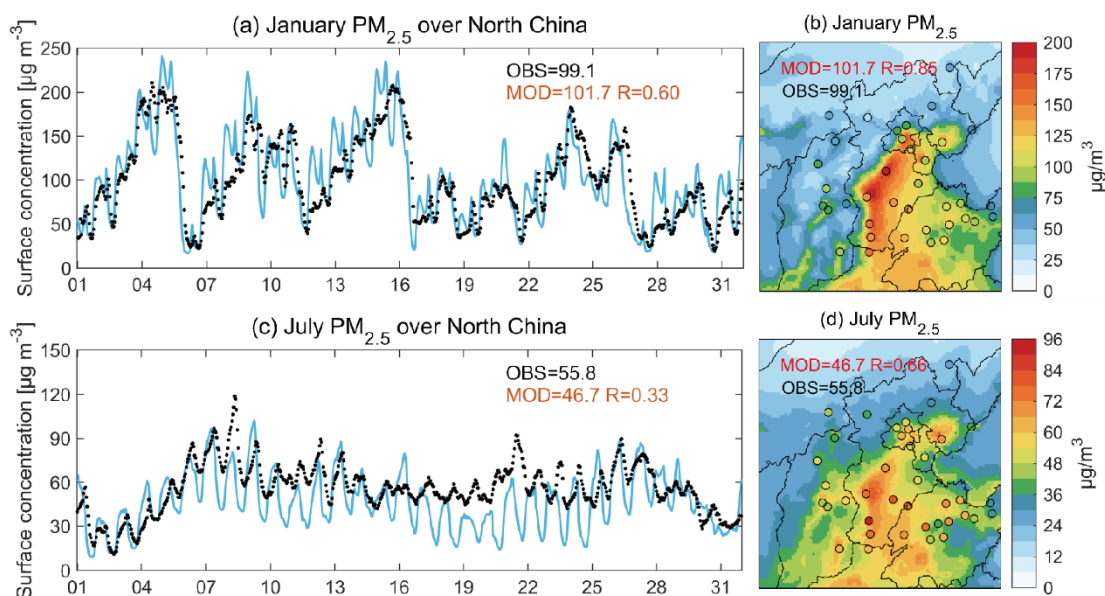 (a) January PM2.5 over North China
Surface concentration [µg m-3]
250
200
150
100
50
0
OBS=99.1
MOD=101.7 R=0.60
01 04 07 10 13 16 19 22 25 28 31
(b) January PM2.5
MOD=101.7 R=0.85
OBS=99.1
200
175
150
125
100
75
50
25
0
µg/m3
(c) July PM2.5 over North China
Surface concentration [µg m-3]
150
120
90
60
30
0
OBS=55.8
MOD=46.7 R=0.33
01 04 07 10 13 16 19 22 25 28 31
(d) July PM2.5
MOD=46.7 R=0.66
OBS=55.8
96
84
72
60
48
36
24
12
0
µg/m3